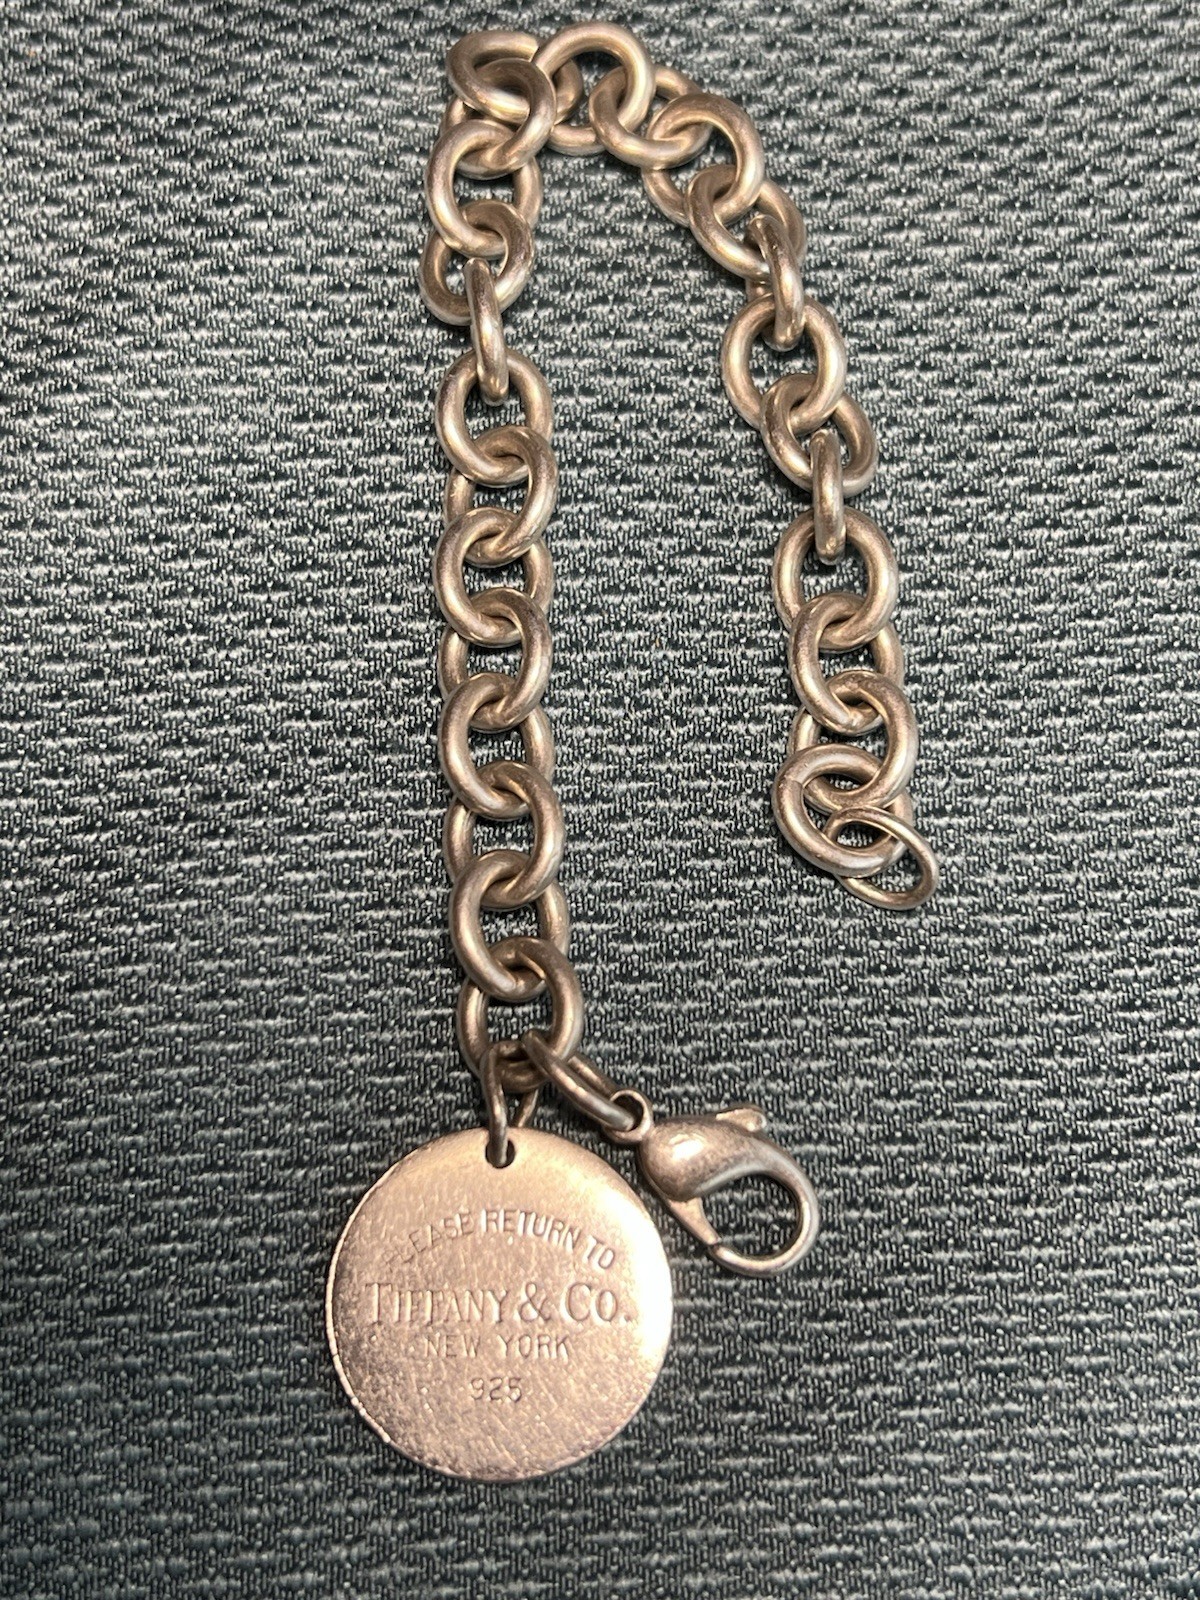 PLEASE RETURN TO
TIFFANY & CO.
NEW YORK
925